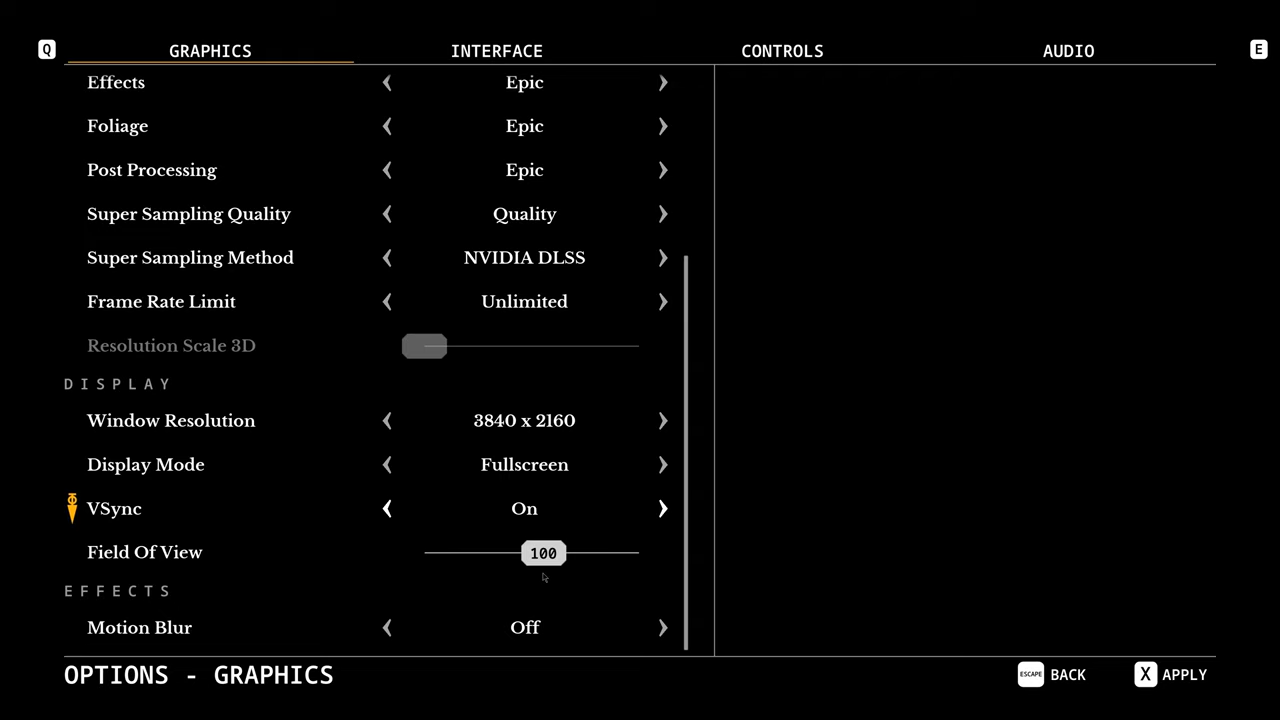 Q GRAPHICS INTERFACE CONTROLS AUDIO E
Effects Epic
Foliage Epic
Post Processing Epic
Super Sampling Quality Quality
Super Sampling Method NVIDIA DLSS
Frame Rate Limit Unlimited
Resolution Scale 3D
DISPLAY
Window Resolution 3840 x 2160
Display Mode Fullscreen
VSync On
Field Of View 100
EFFECTS
Motion Blur Off
OPTIONS - GRAPHICS ESCAPE BACK X APPLY